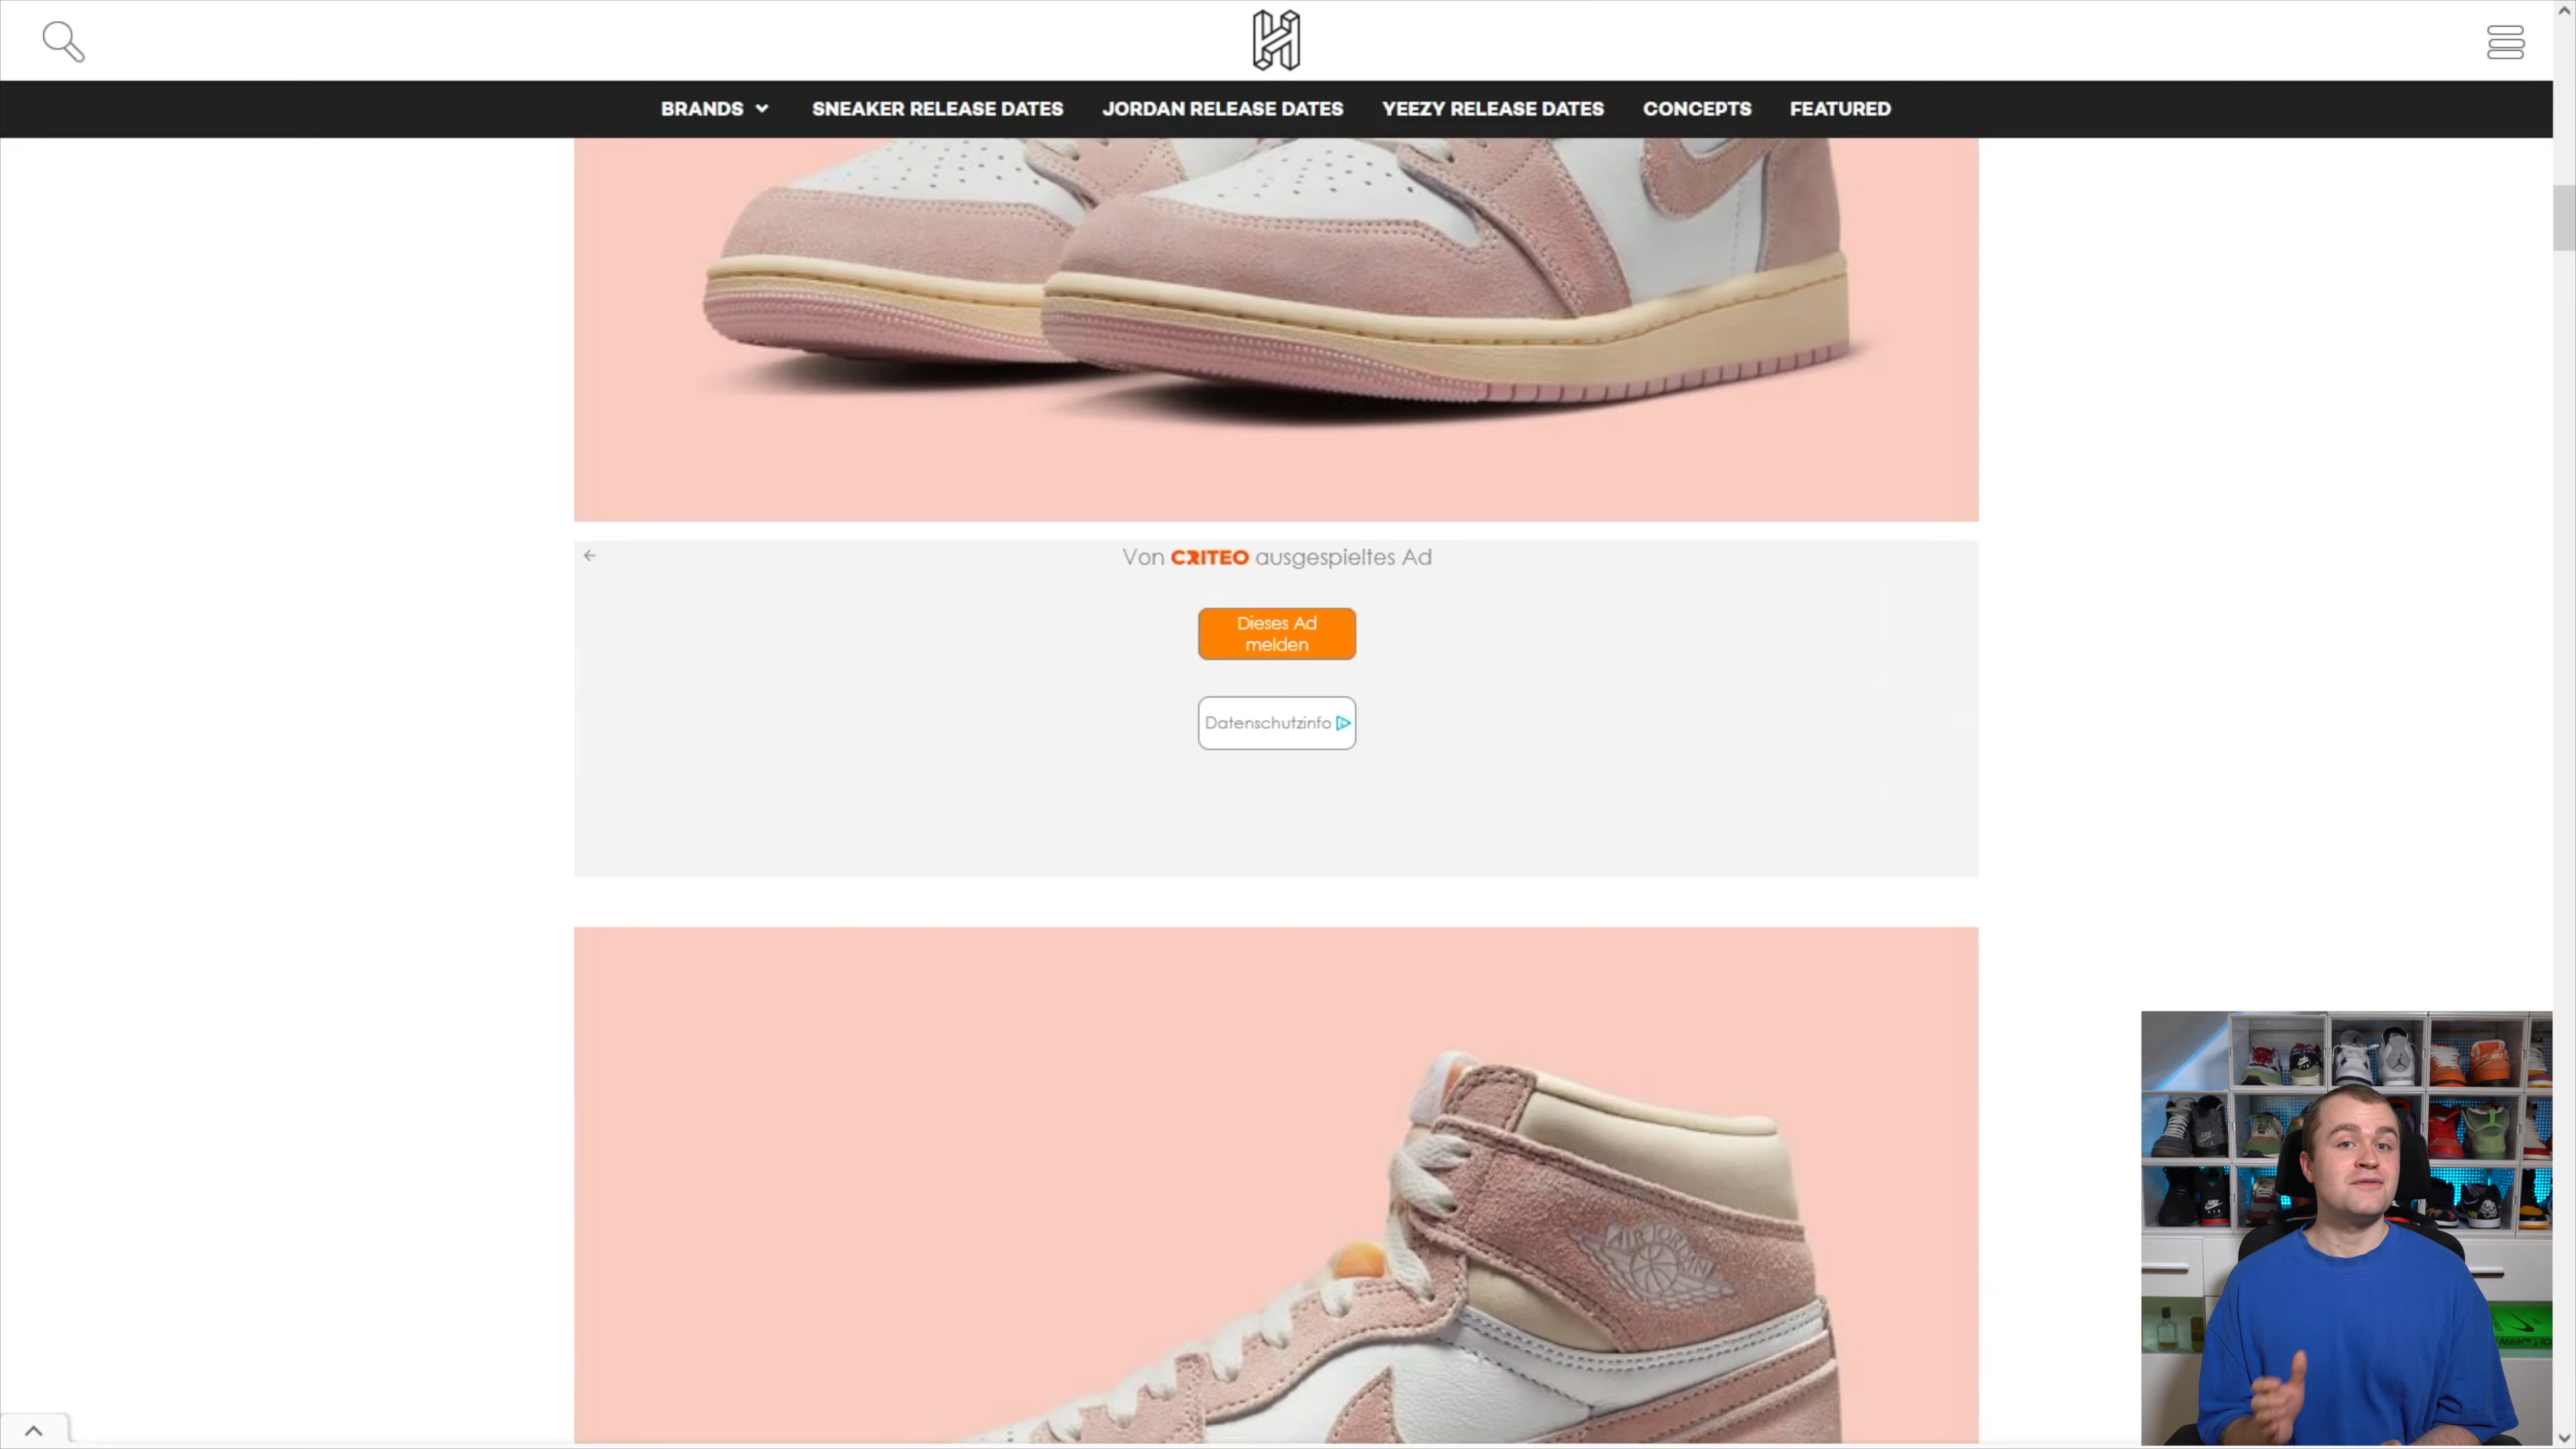 BRANDS SNEAKER RELEASE DATES JORDAN RELEASE DATES YEEZY RELEASE DATES CONCEPTS FEATURED
Von CRITEO ausgespieltes Ad
Dieses Ad
melden
Datenschutzinfo
AIR JORDAN